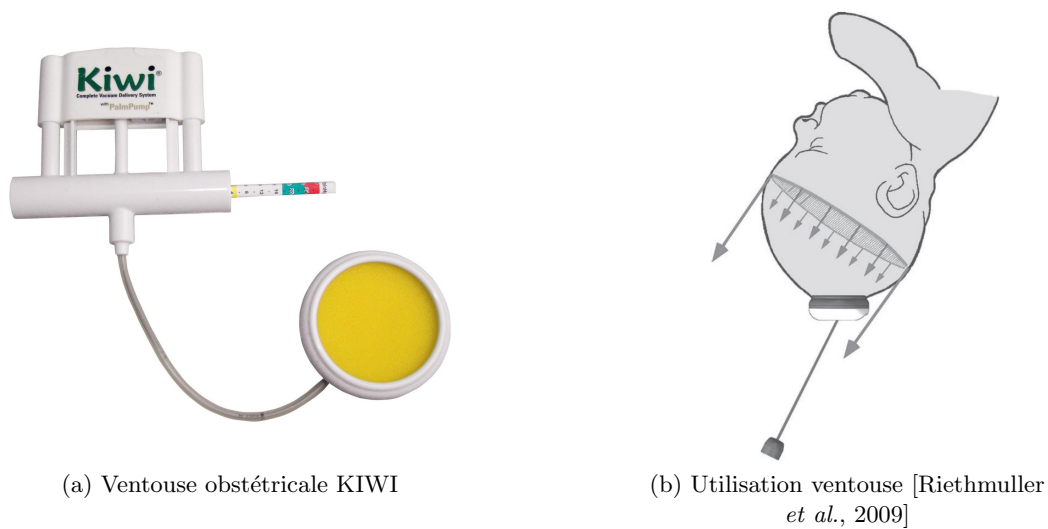 Kiwi®
Complete Vacuum Delivery System
with PalmPump™
(a) Ventouse obstétricale KIWI
(b) Utilisation ventouse [Riethmuller
et al., 2009]